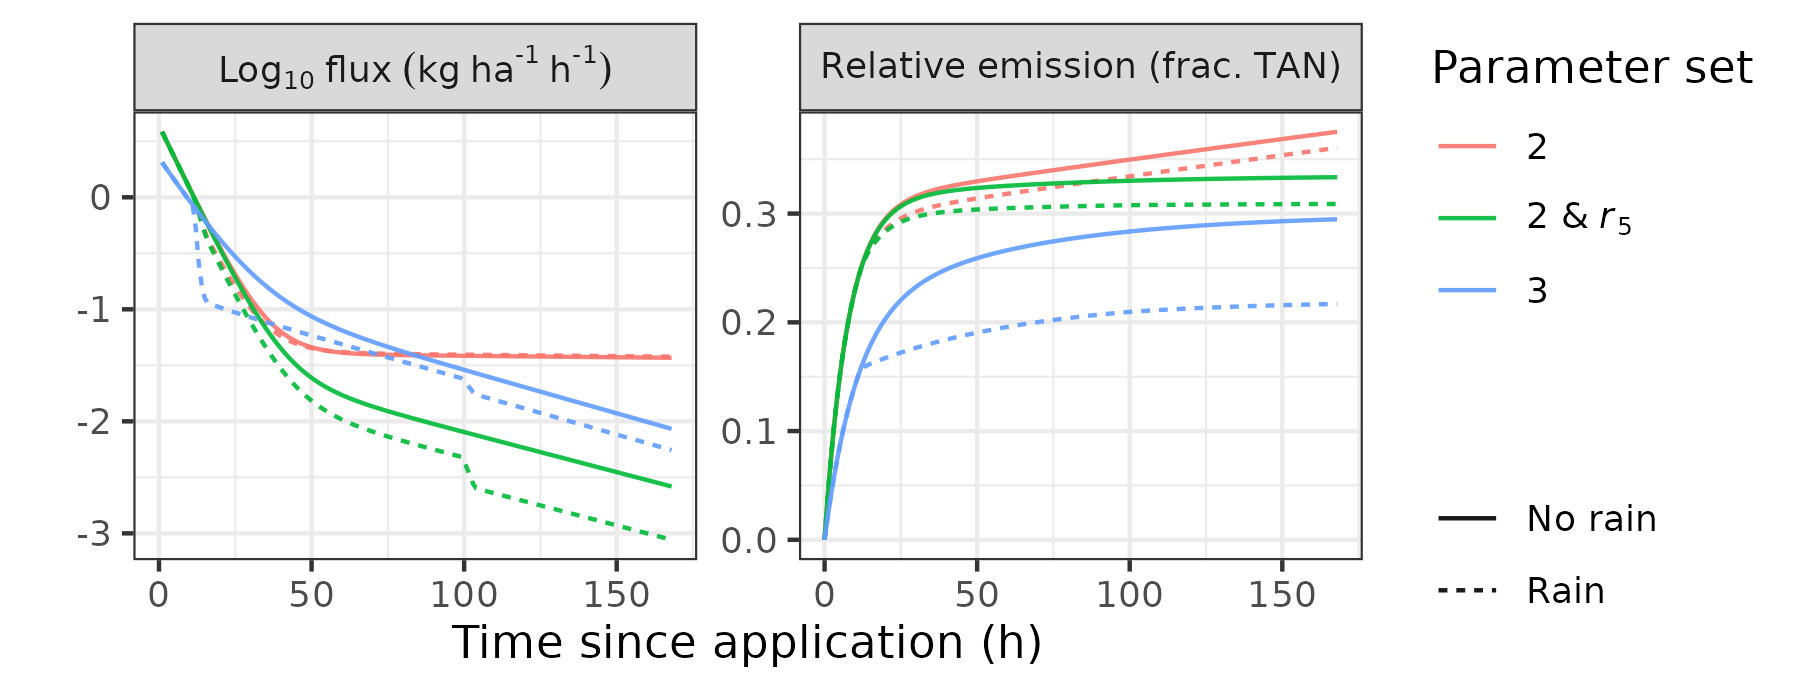 Log₁₀ flux (kg ha⁻¹ h⁻¹)
Relative emission (frac. TAN)
0
-1
-2
-3
0 50 100 150
0.3
0.2
0.1
0.0
0 50 100 150
Time since application (h)
Parameter set
2
2 & r₅
3
No rain
Rain